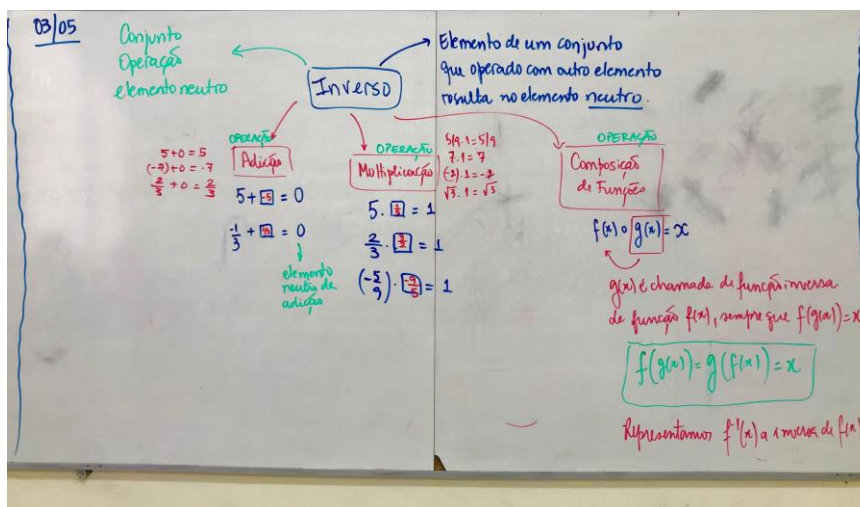 03/05
Conjunto
Operação
elemento neutro
Inverso
Elemento de um conjunto
que operado com outro elemento
resulta no elemento neutro.
5+0=5
(-7)+0=-7
2/3 + 0 = 2/3
OPERAÇÃO
Adição
5 + -5 = 0
-1/3 + 1/3 = 0
elemento
neutro da
adição
OPERAÇÃO
Multiplicação
5 . 1/5 = 1
2/3 . 3/2 = 1
(-5/9) . -9/5 = 1
5/9.1=5/9
7.1=7
(-2).1=-2
√3.1=√3
OPERAÇÃO
Composição
de Funções
f(x) o g(x) = x
g(x) é chamada de função inversa
da função f(x), sempre que f(g(x))=x
f(g(x))=g(f(x))=x
Representamos f⁻¹(x) a inversa de f(x)